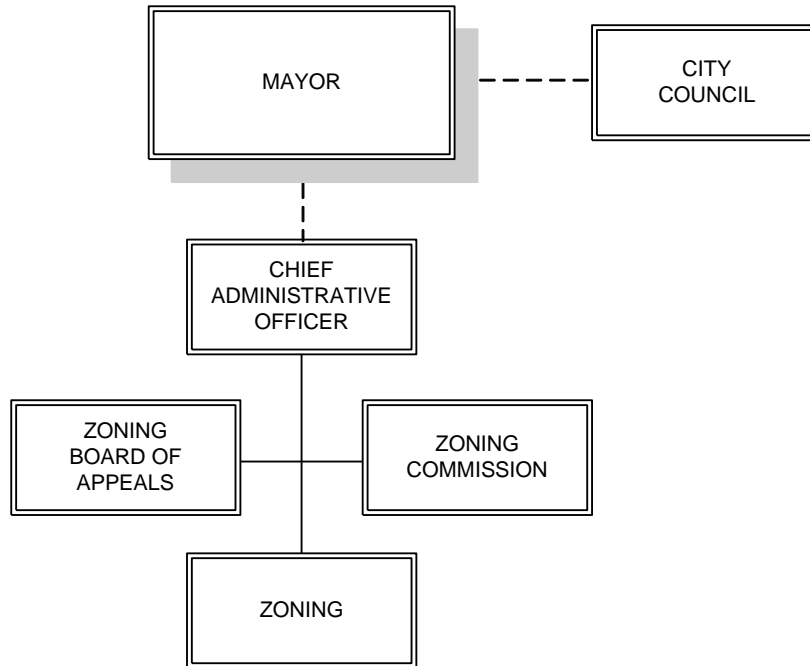 MAYOR
CITY
COUNCIL
CHIEF
ADMINISTRATIVE
OFFICER
ZONING
BOARD OF
APPEALS
ZONING
COMMISSION
ZONING